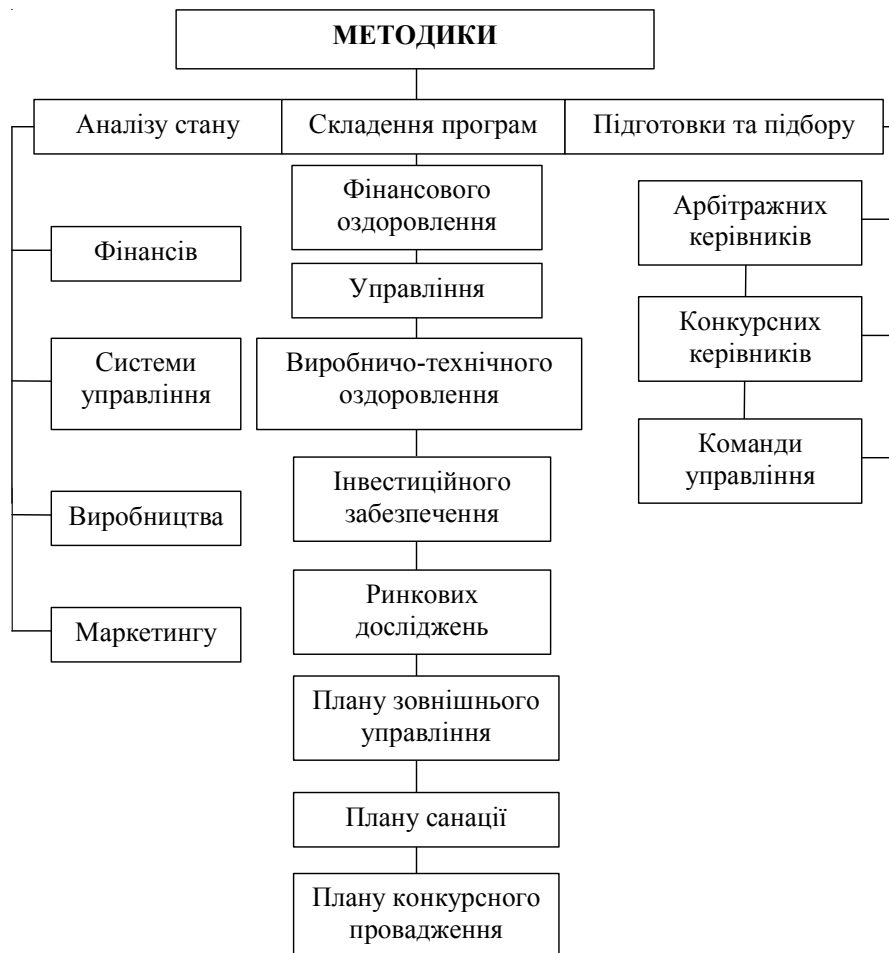 МЕТОДИКИ
Аналізу стану
Складення програм
Підготовки та підбору
Фінансів
Системи
управління
Виробництва
Маркетингу
Фінансового
оздоровлення
Управління
Виробничо-технічного
оздоровлення
Інвестиційного
забезпечення
Ринкових
досліджень
Плану зовнішнього
управління
Плану санації
Плану конкурсного
провадження
Арбітражних
керівників
Конкурсних
керівників
Команди
управління